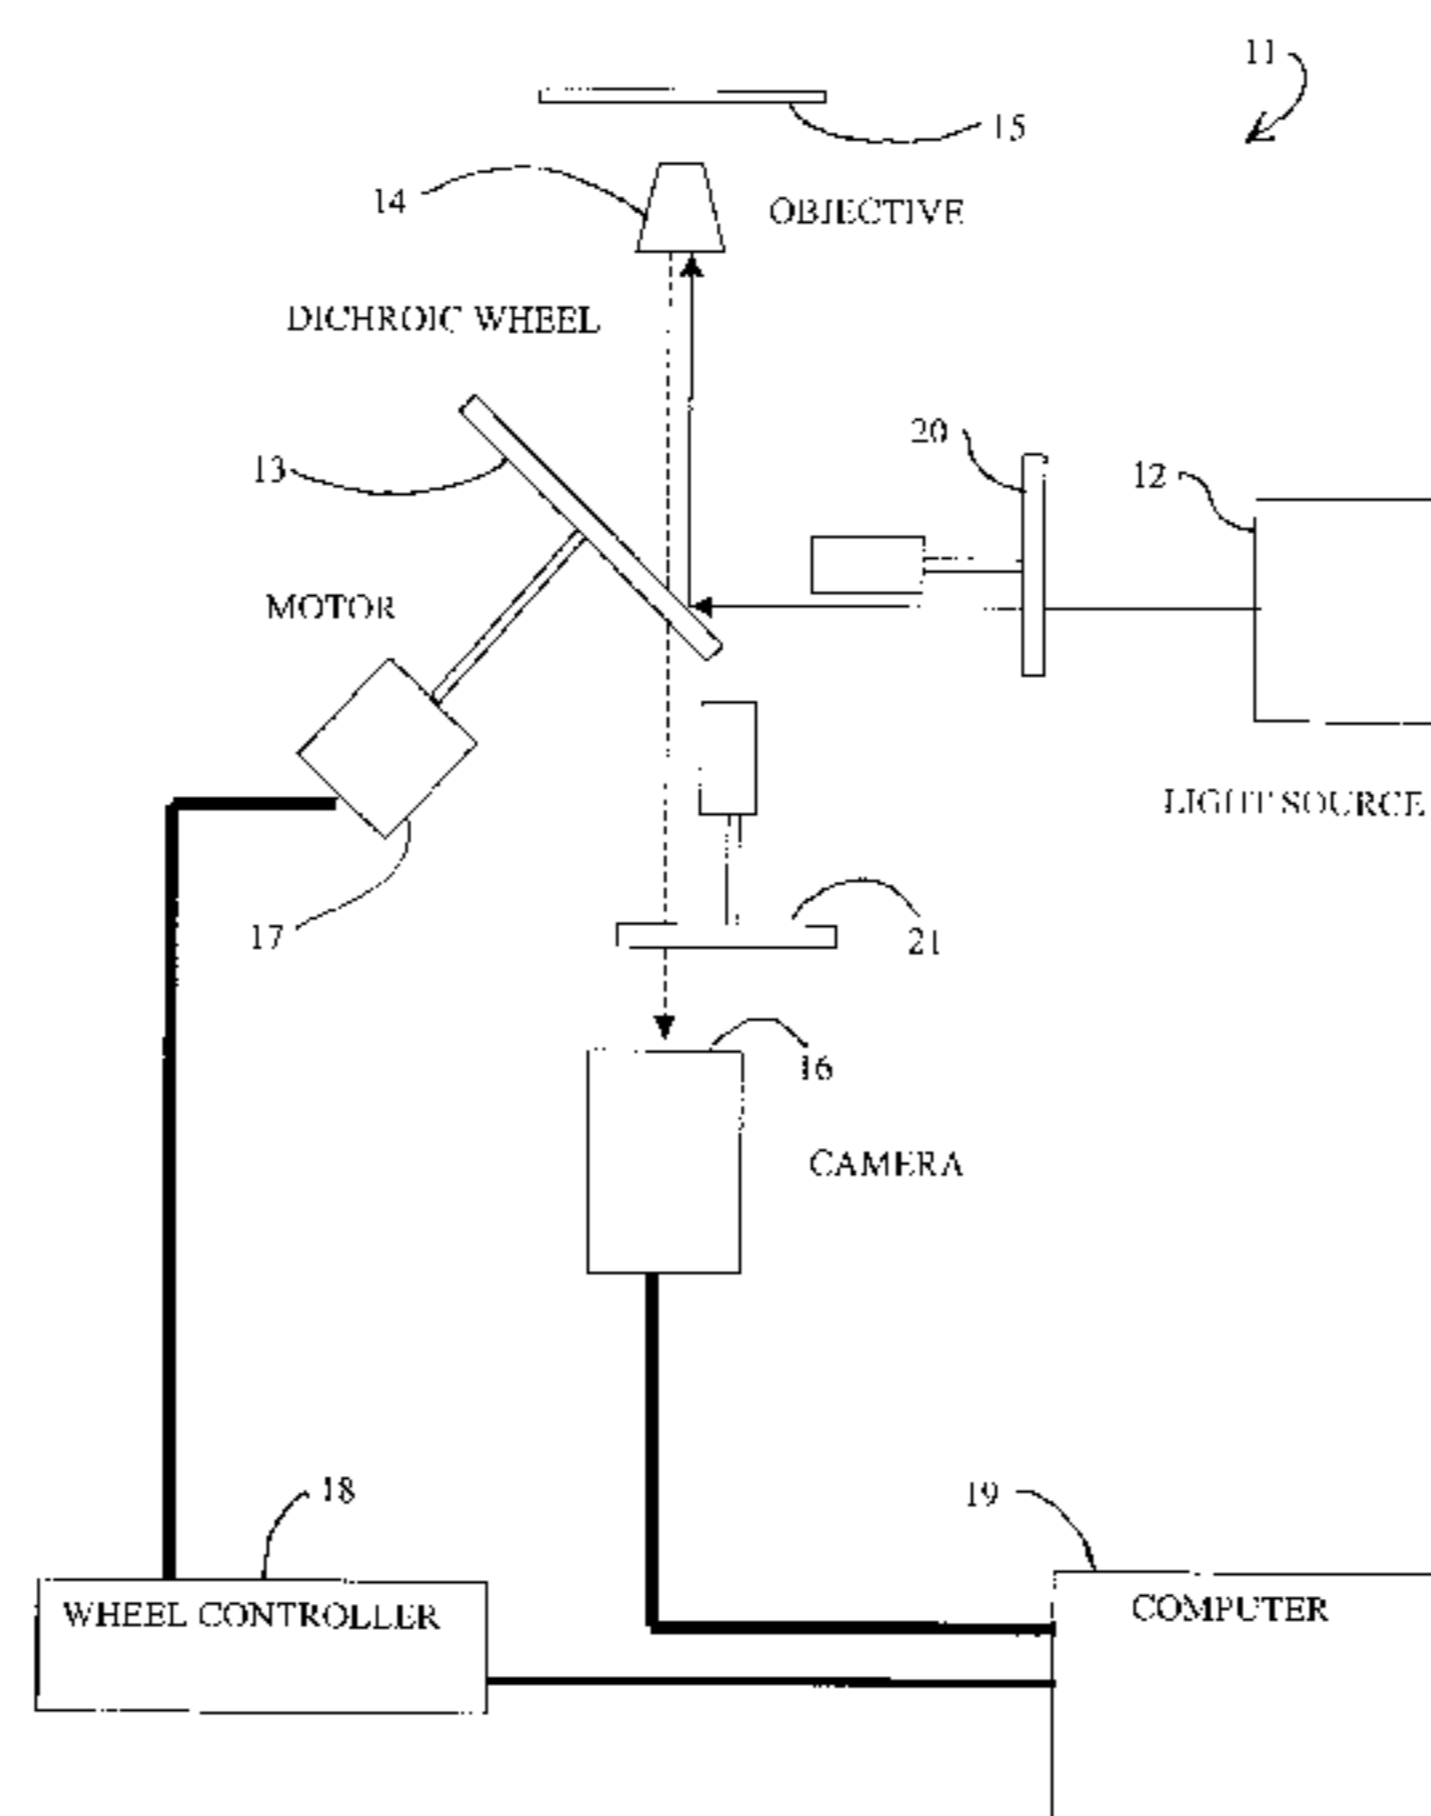 11
15
14
OBJECTIVE
DICHROIC WHEEL
20
13
12
MOTOR
LIGHT SOURCE
17
21
16
CAMERA
18
19
WHEEL CONTROLLER
COMPUTER